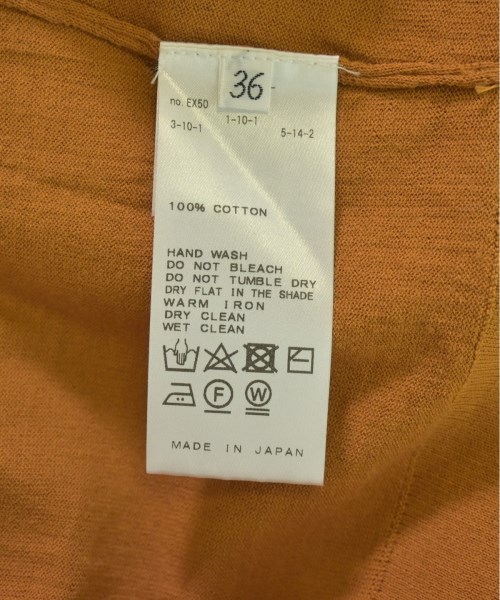 36
no. EX50
3-10-1 1-10-1 5-14-2
100% COTTON
HAND WASH
DO NOT BLEACH
DO NOT TUMBLE DRY
DRY FLAT IN THE SHADE
WARM IRON
DRY CLEAN
WET CLEAN
F W
MADE IN JAPAN